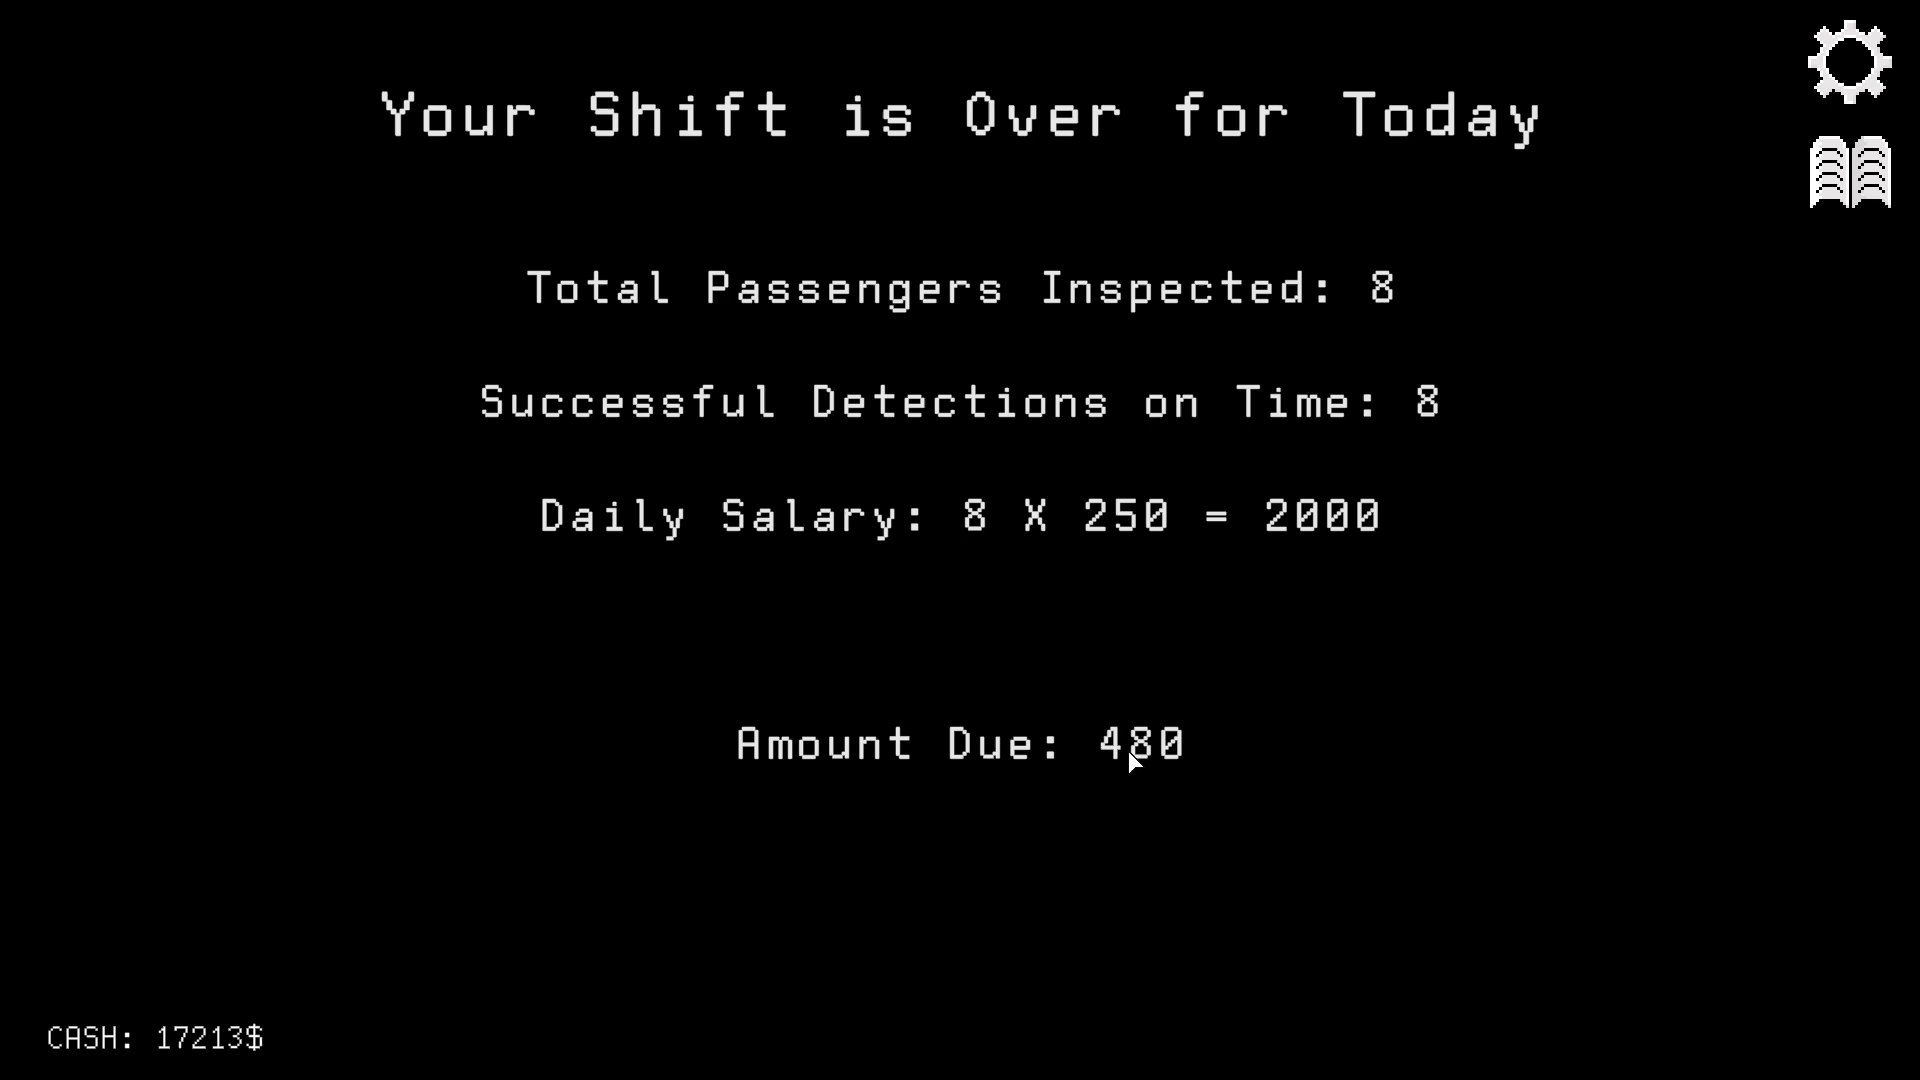 Your Shift is Over for Today
Total Passengers Inspected: 8
Successful Detections on Time: 8
Daily Salary: 8 X 250 = 2000
Amount Due: 480
CASH: 17213$